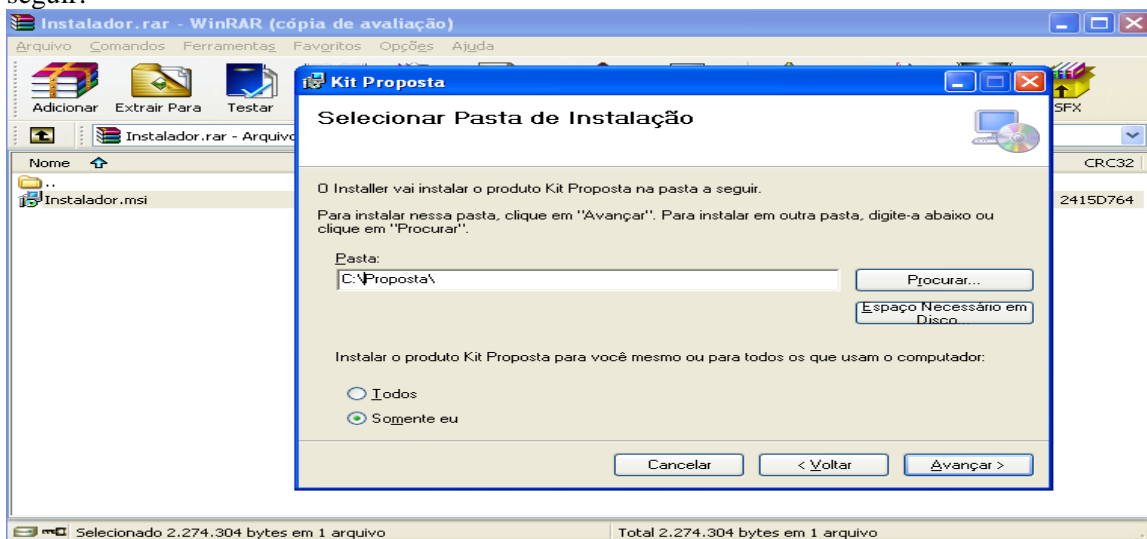 seguir:
Instalador.rar - WinRAR (cópia de avaliação)
Arquivo Comandos Ferramentas Favoritos Opções Ajuda
Adicionar Extrair Para Testar SFX
Instalador.rar - Arquivo
Nome CRC32
..
Instalador.msi 2415D764
Kit Proposta
Selecionar Pasta de Instalação
O Installer vai instalar o produto Kit Proposta na pasta a seguir.
Para instalar nessa pasta, clique em "Avançar". Para instalar em outra pasta, digite-a abaixo ou
clique em "Procurar".
Pasta:
C:\Proposta\
Procurar...
Espaço Necessário em
Disco...
Instalar o produto Kit Proposta para você mesmo ou para todos os que usam o computador:
Todos
Somente eu
Cancelar < Voltar Avançar >
Selecionado 2.274.304 bytes em 1 arquivo Total 2.274.304 bytes em 1 arquivo